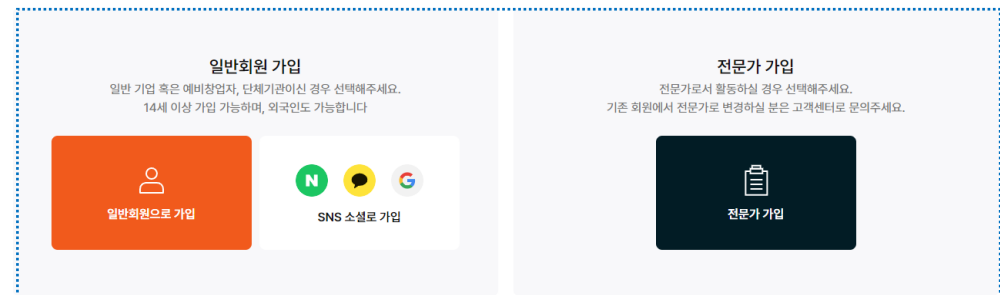 일반회원 가입
일반 기업 혹은 예비창업자, 단체기관이신 경우 선택해주세요.
14세 이상 가입 가능하며, 외국인도 가능합니다
일반회원으로 가입
N
G
SNS 소셜로 가입
전문가 가입
전문가로서 활동하실 경우 선택해주세요.
기존 회원에서 전문가로 변경하실 분은 고객센터로 문의주세요.
전문가 가입